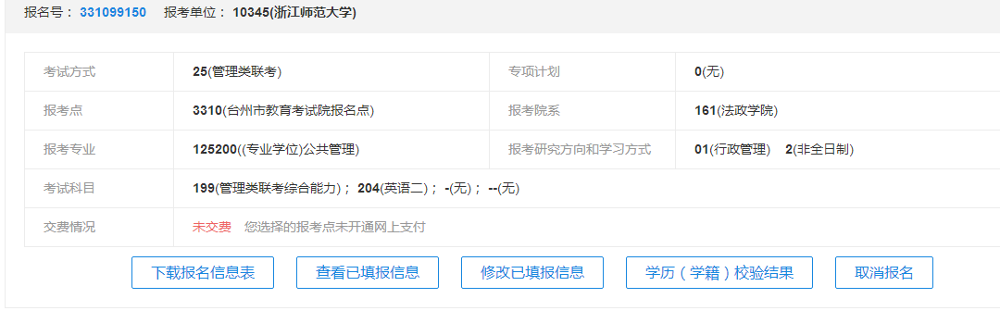 报名号： 331099150 报考单位： 10345(浙江师范大学)
考试方式 25(管理类联考) 专项计划 0(无)
报考点 3310(台州市教育考试院报名点) 报考院系 161(法政学院)
报考专业 125200((专业学位)公共管理) 报考研究方向和学习方式 01(行政管理) 2(非全日制)
考试科目 199(管理类联考综合能力)； 204(英语二)； -(无)； --(无)
交费情况 未交费 您选择的报考点未开通网上支付
下载报名信息表 查看已填报信息 修改已填报信息 学历（学籍）校验结果 取消报名